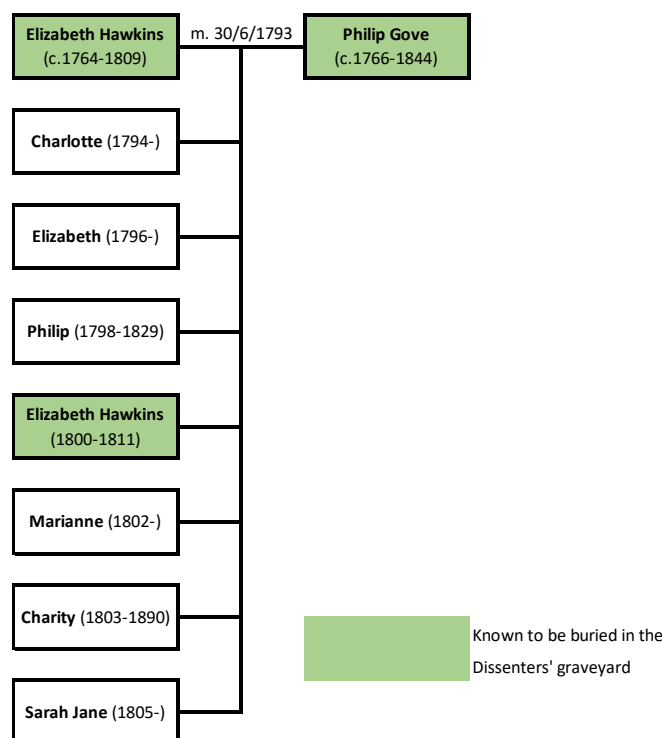 Elizabeth Hawkins
(c.1764-1809)
m. 30/6/1793
Philip Gove
(c.1766-1844)
Charlotte (1794-)
Elizabeth (1796-)
Philip (1798-1829)
Elizabeth Hawkins
(1800-1811)
Marianne (1802-)
Charity (1803-1890)
Sarah Jane (1805-)
Known to be buried in the
Dissenters' graveyard